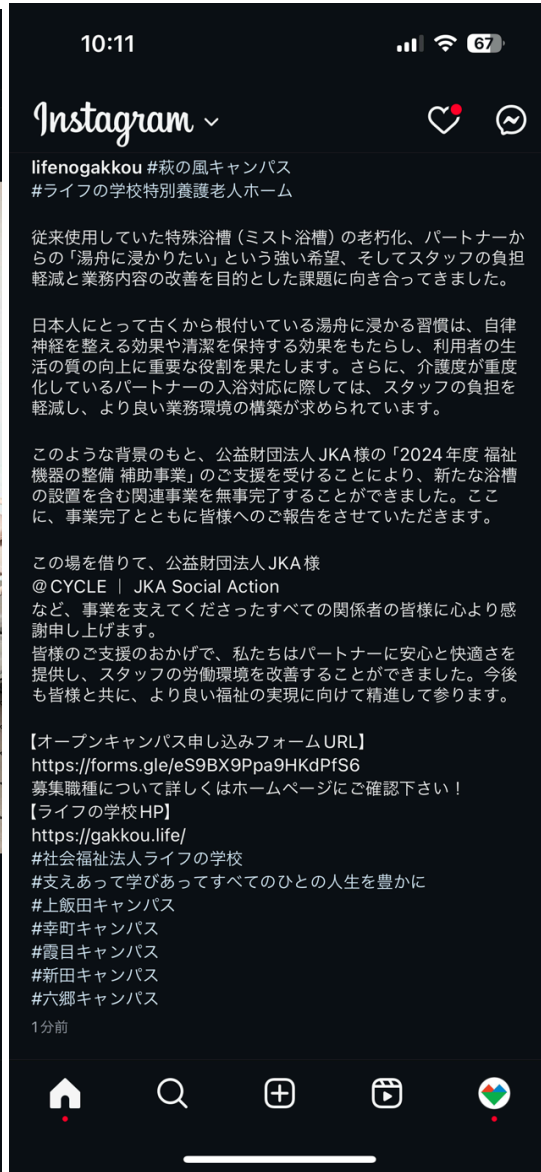 10:11
67
Instagram
lifenogakkou #萩の風キャンパス
#ライフの学校特別養護老人ホーム
従来使用していた特殊浴槽（ミスト浴槽）の老朽化、パートナーか
らの「湯舟に浸かりたい」という強い希望、そしてスタッフの負担
軽減と業務内容の改善を目的とした課題に向き合ってきました。
日本人にとって古くから根付いている湯舟に浸かる習慣は、自律
神経を整える効果や清潔を保持する効果をもたらし、利用者の生
活の質の向上に重要な役割を果たします。さらに、介護度が重度
化しているパートナーの入浴対応に際しては、スタッフの負担を
軽減し、より良い業務環境の構築が求められています。
このような背景のもと、公益財団法人JKA様の「2024年度 福祉
機器の整備 補助事業」のご支援を受けることにより、新たな浴槽
の設置を含む関連事業を無事完了することができました。ここ
に、事業完了とともに皆様へのご報告をさせていただきます。
この場を借りて、公益財団法人JKA様
@CYCLE｜JKA Social Action
など、事業を支えてくださったすべての関係者の皆様に心より感
謝申し上げます。
皆様のご支援のおかげで、私たちはパートナーに安心と快適さを
提供し、スタッフの労働環境を改善することができました。今後
も皆様と共に、より良い福祉の実現に向けて精進して参ります。
【オープンキャンパス申し込みフォームURL】
https://forms.gle/eS9BX9Ppa9HKdPfS6
募集職種について詳しくはホームページにご確認下さい！
【ライフの学校HP】
https://gakkou.life/
#社会福祉法人ライフの学校
#支えあって学びあってすべてのひとの人生を豊かに
#上飯田キャンパス
#幸町キャンパス
#霞目キャンパス
#新田キャンパス
#六郷キャンパス
1分前